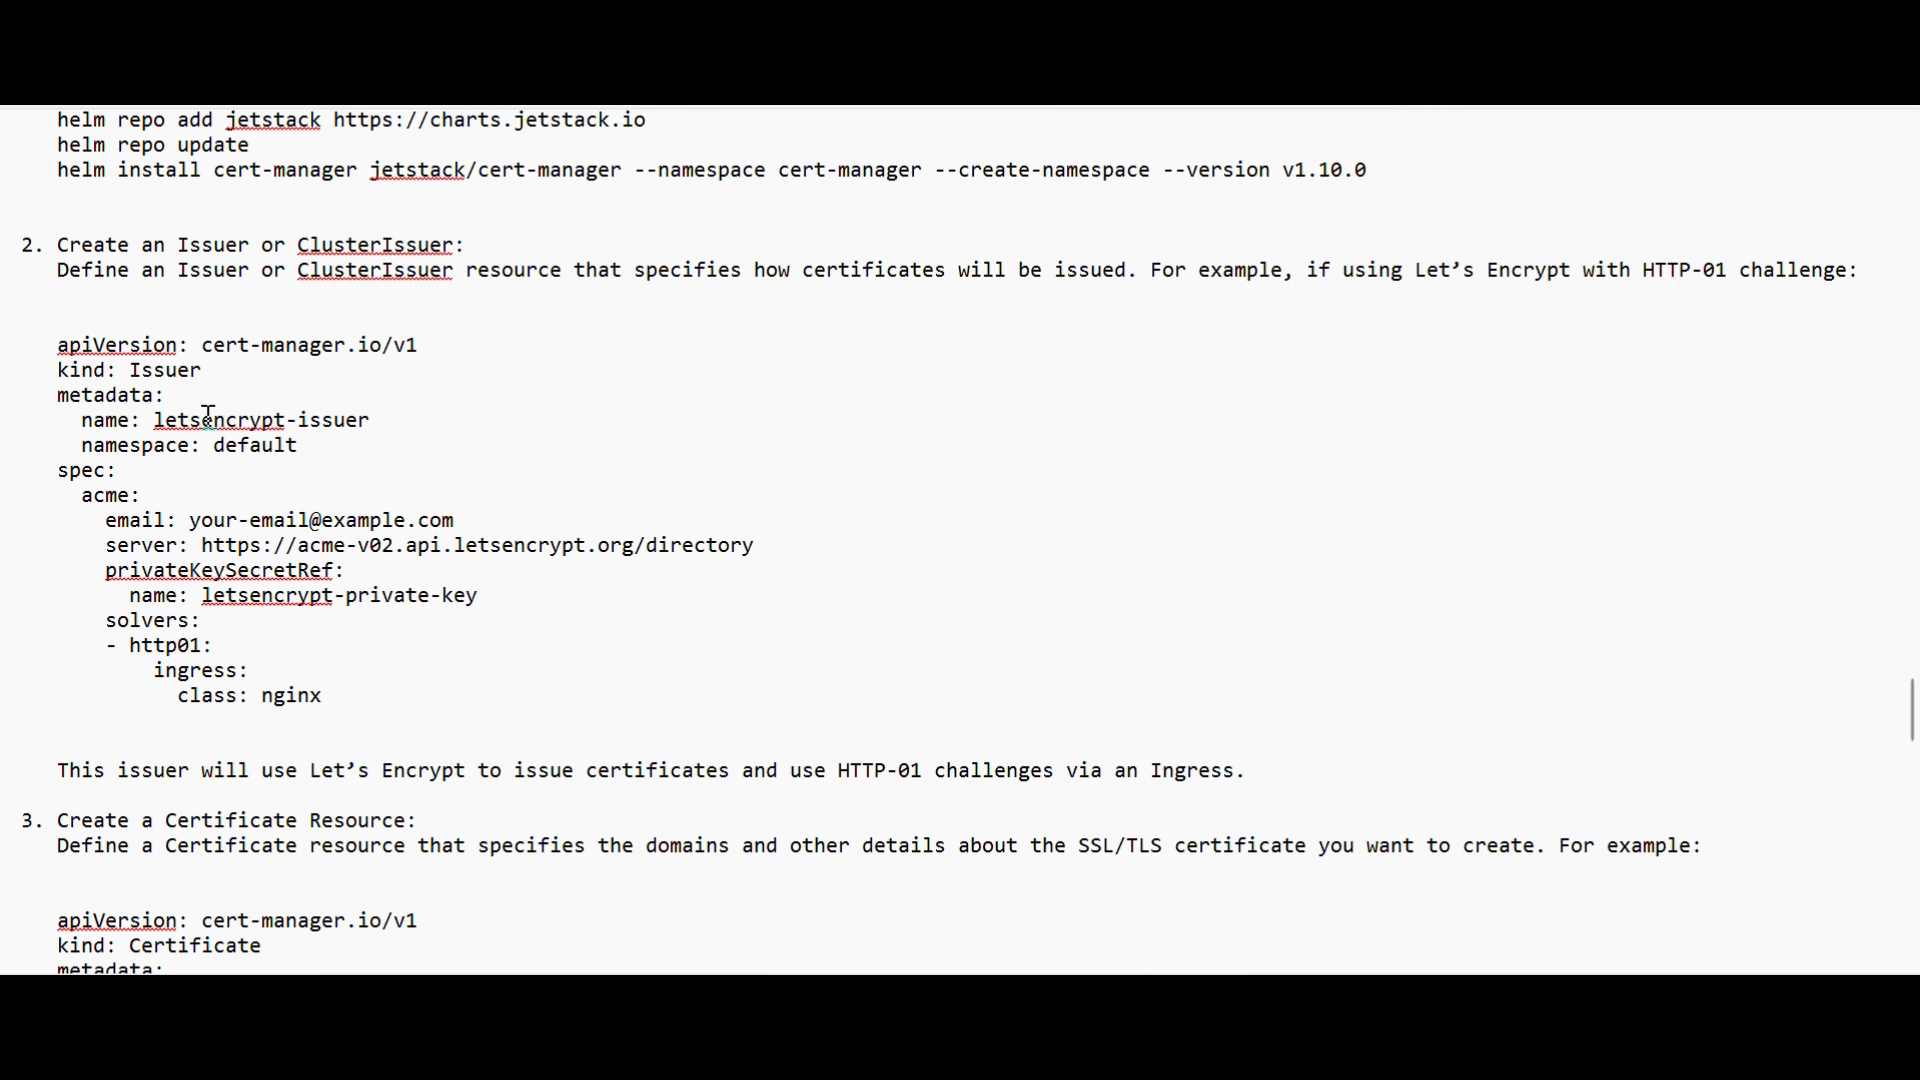 helm repo add jetstack https://charts.jetstack.io
helm repo update
helm install cert-manager jetstack/cert-manager --namespace cert-manager --create-namespace --version v1.10.0
2. Create an Issuer or ClusterIssuer:
Define an Issuer or ClusterIssuer resource that specifies how certificates will be issued. For example, if using Let’s Encrypt with HTTP-01 challenge:
apiVersion: cert-manager.io/v1
kind: Issuer
metadata:
name: letsencrypt-issuer
namespace: default
spec:
acme:
email: your-email@example.com
server: https://acme-v02.api.letsencrypt.org/directory
privateKeySecretRef:
name: letsencrypt-private-key
solvers:
- http01:
ingress:
class: nginx
This issuer will use Let’s Encrypt to issue certificates and use HTTP-01 challenges via an Ingress.
3. Create a Certificate Resource:
Define a Certificate resource that specifies the domains and other details about the SSL/TLS certificate you want to create. For example:
apiVersion: cert-manager.io/v1
kind: Certificate
metadata: